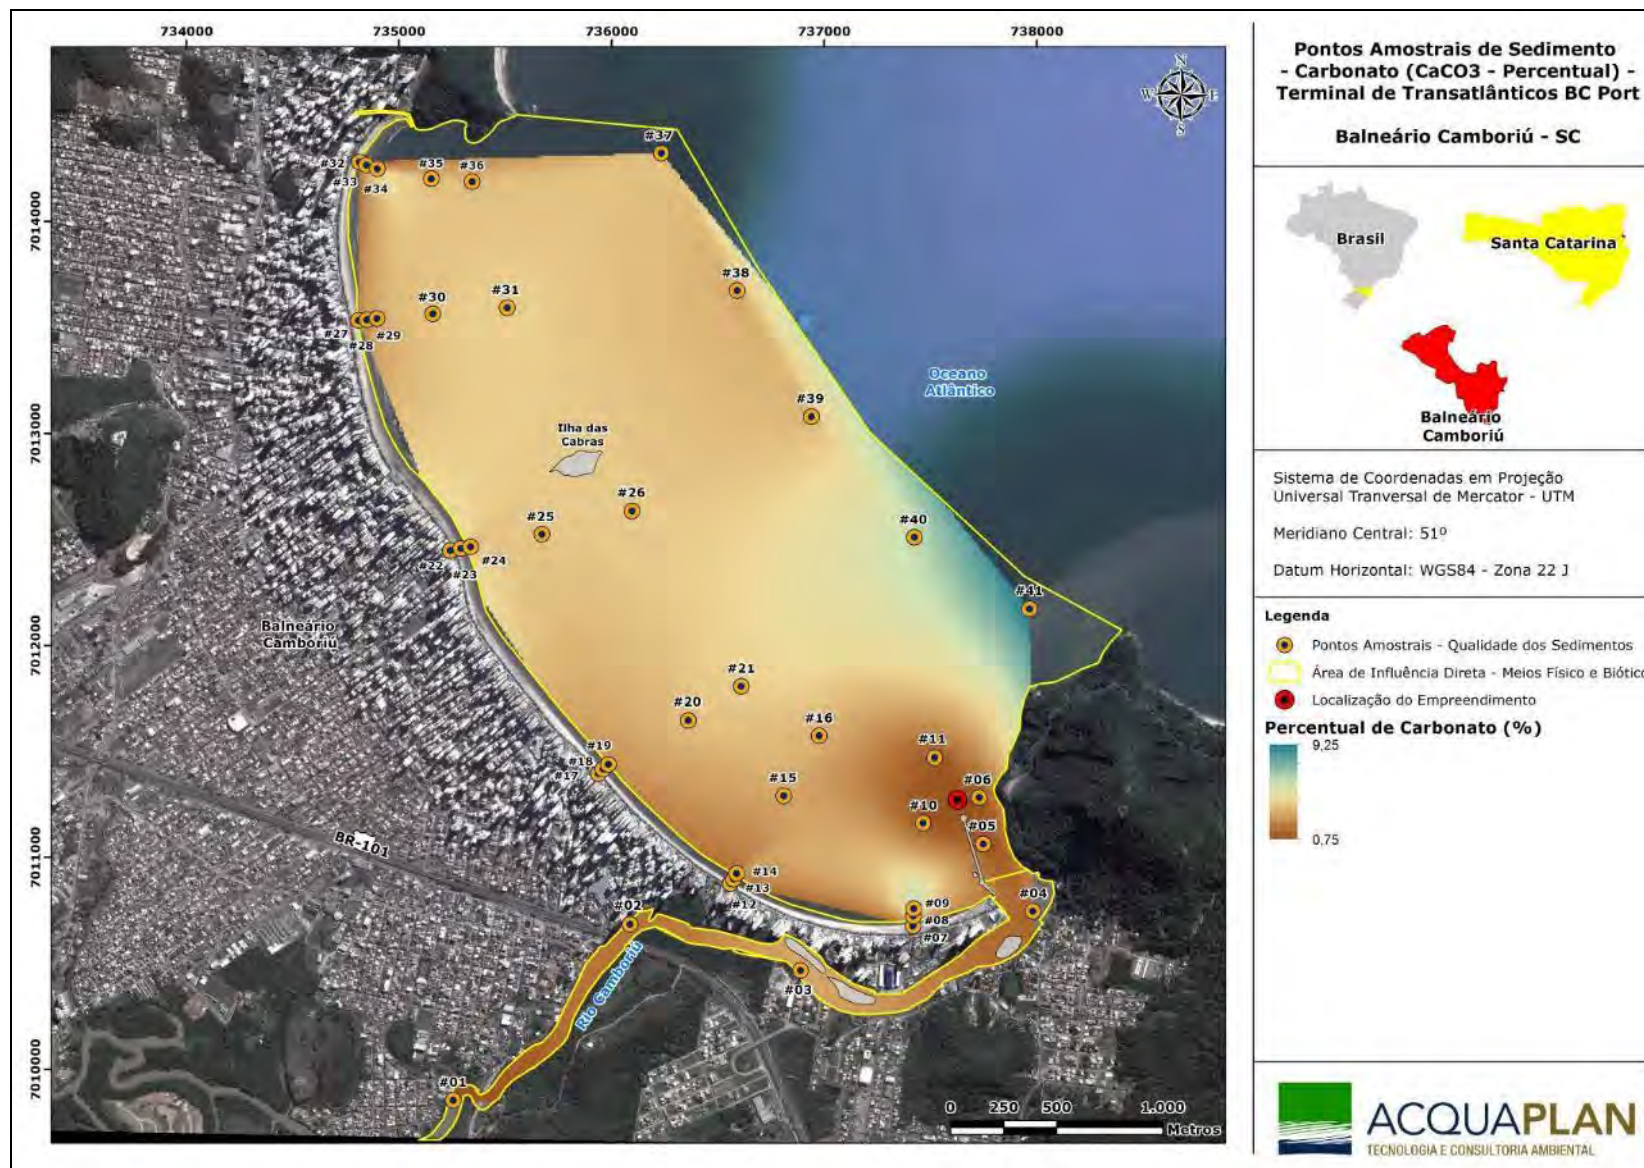 734000
735000
736000
737000
738000
7014000
7013000
7012000
7011000
7010000
N
W
E
S
#37
#32
#33
#34
#35
#36
#38
#30
#31
#27
#28
#29
#39
Oceano
Atlântico
Ilha das
Cabras
#26
#25
#40
#22
#23
#24
#41
Balneário
Camboriú
#21
#20
#16
#19
#18
#17
#11
#15
#06
#10
#05
BR-101
#14
#13
#12
#09
#08
#07
#04
#02
#03
Rio Camboriú
#01
0 250 500 1.000
Metros
Pontos Amostrais de Sedimento
- Carbonato (CaCO3 - Percentual) -
Terminal de Transatlânticos BC Port
Balneário Camboriú - SC
Brasil
Santa Catarina
Balneário
Camboriú
Sistema de Coordenadas em Projeção
Universal Tranversal de Mercator - UTM
Meridiano Central: 51º
Datum Horizontal: WGS84 - Zona 22 J
Legenda
Pontos Amostrais - Qualidade dos Sedimentos
Área de Influência Direta - Meios Físico e Biótico
Localização do Empreendimento
Percentual de Carbonato (%)
9,25
0,75
ACQUAPLAN
TECNOLOGIA E CONSULTORIA AMBIENTAL